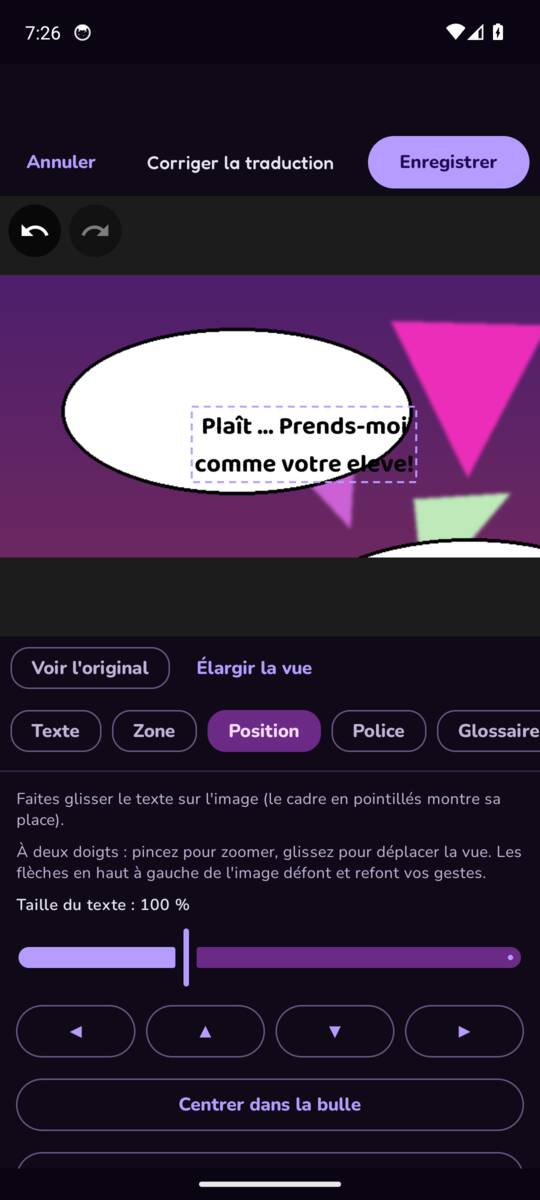 7:26
Annuler
Corriger la traduction
Enregistrer
Plaît ... Prends-moi
comme votre eleve!
Voir l'original
Élargir la vue
Texte
Zone
Position
Police
Glossaire
Faites glisser le texte sur l'image (le cadre en pointillés montre sa
place).
À deux doigts : pincez pour zoomer, glissez pour déplacer la vue. Les
flèches en haut à gauche de l'image défont et refont vos gestes.
Taille du texte : 100 %
Centrer dans la bulle